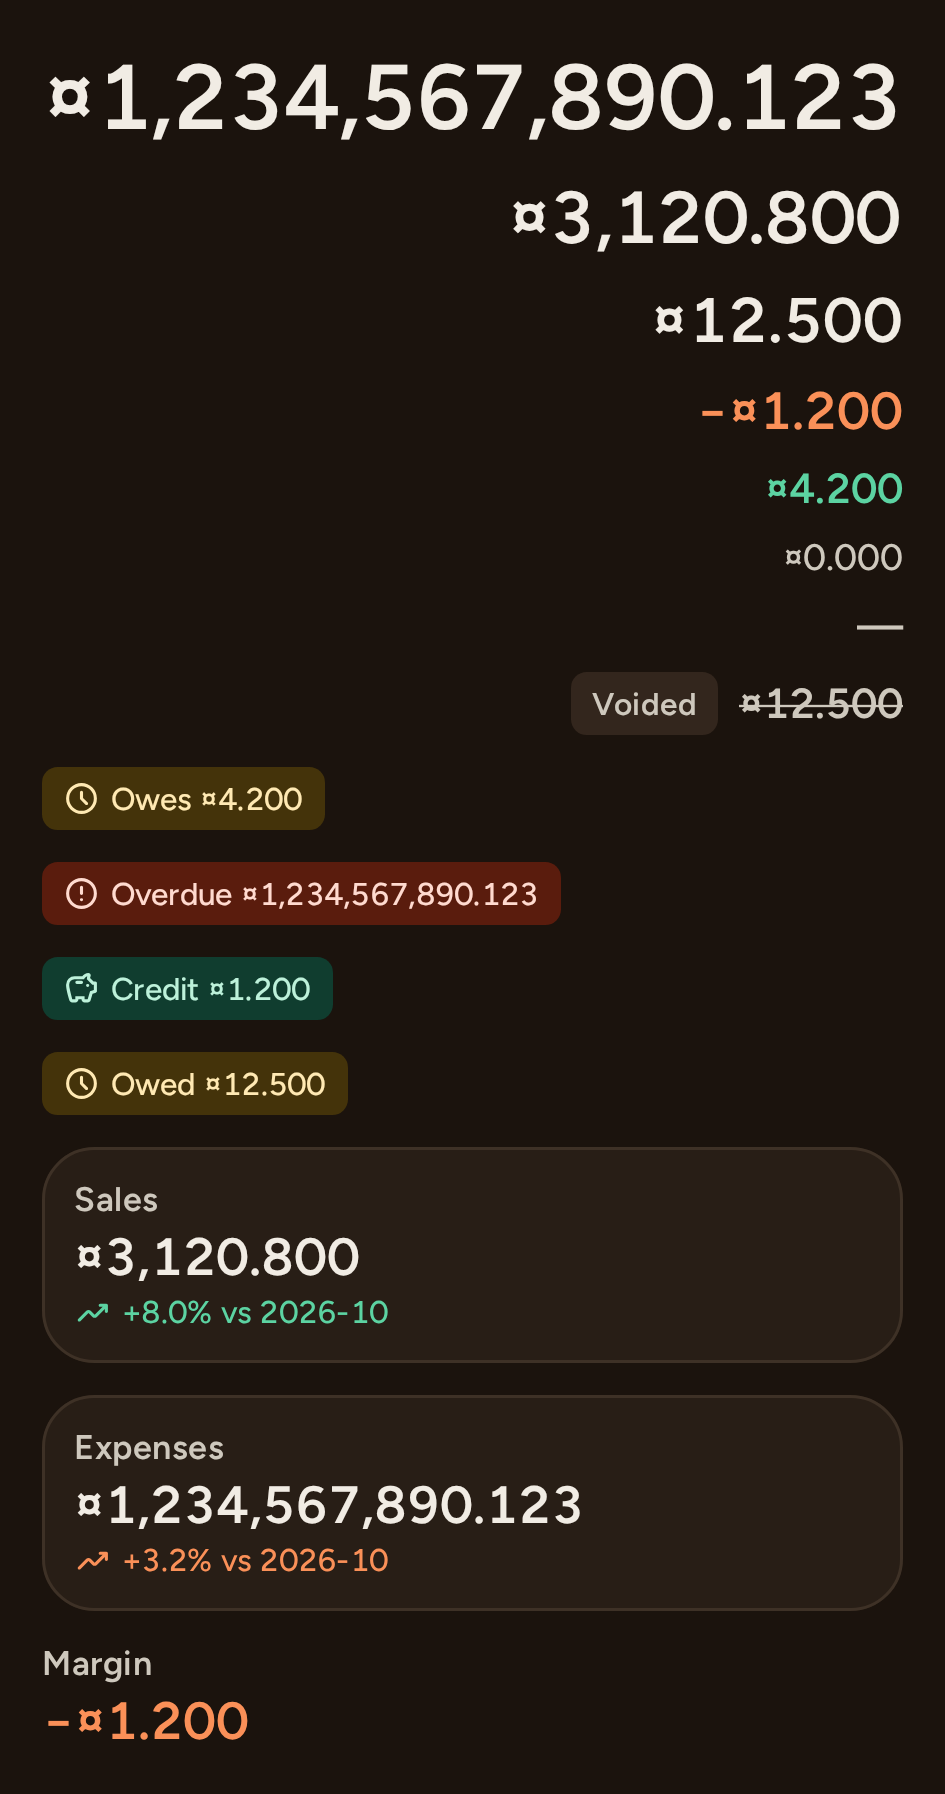 ¤1,234,567,890.123
¤3,120.800
¤12.500
-¤1.200
¤4.200
¤0.000
—
Voided ¤12.500
Owes ¤4.200
Overdue ¤1,234,567,890.123
Credit ¤1.200
Owed ¤12.500
Sales
¤3,120.800
+8.0% vs 2026-10
Expenses
¤1,234,567,890.123
+3.2% vs 2026-10
Margin
-¤1.200